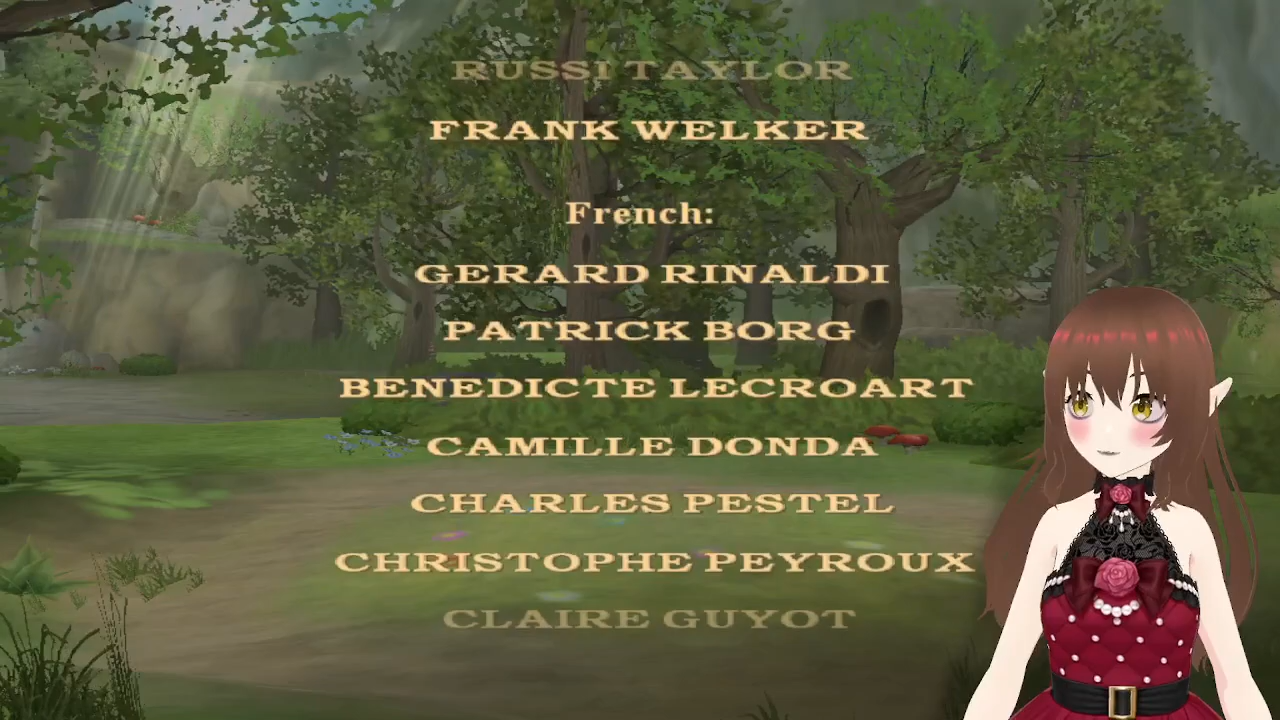 RUSSI TAYLOR
FRANK WELKER
French:
GERARD RINALDI
PATRICK BORG
BENEDICTE LECROART
CAMILLE DONDA
CHARLES PESTEL
CHRISTOPHE PEYROUX
CLAIRE GUYOT